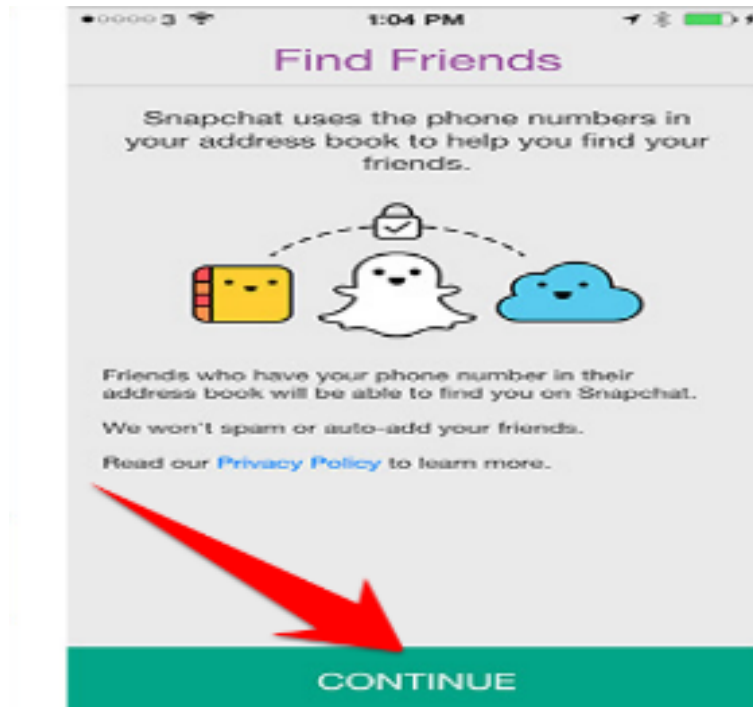 3 1:04 PM
Find Friends
Snapchat uses the phone numbers in
your address book to help you find your
friends.
Friends who have your phone number in their
address book will be able to find you on Snapchat.
We won't spam or auto-add your friends.
Read our Privacy Policy to learn more.
CONTINUE